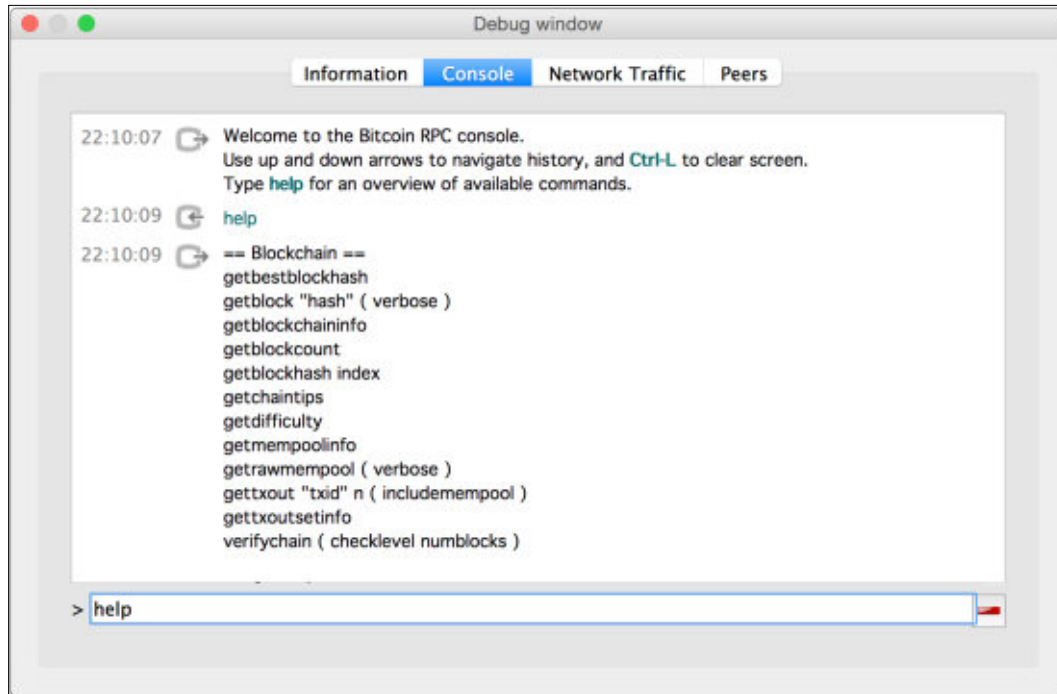 Debug window
Information Console Network Traffic Peers
22:10:07 Welcome to the Bitcoin RPC console.
Use up and down arrows to navigate history, and Ctrl-L to clear screen.
Type help for an overview of available commands.
22:10:09 help
22:10:09 == Blockchain ==
getbestblockhash
getblock "hash" ( verbose )
getblockchaininfo
getblockcount
getblockhash index
getchaintips
getdifficulty
getmempoolinfo
getrawmempool ( verbose )
gettxout "txid" n ( includemempool )
gettxoutsetinfo
verifychain ( checklevel numblocks )
> help